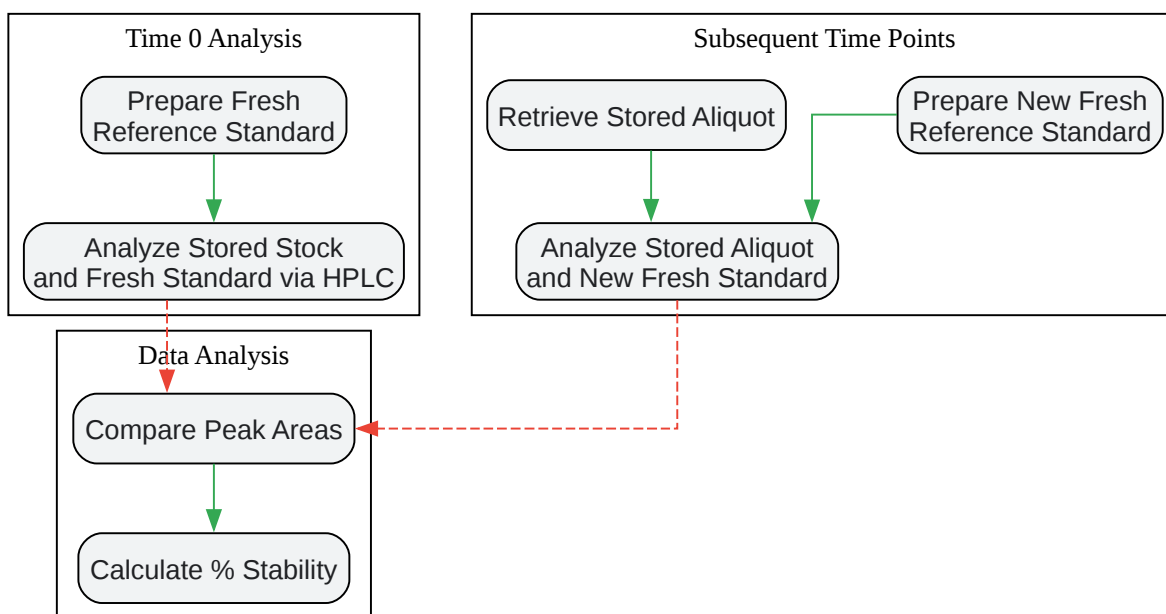 Time 0 Analysis
Prepare Fresh
Reference Standard
Analyze Stored Stock
and Fresh Standard via HPLC
Subsequent Time Points
Retrieve Stored Aliquot
Prepare New Fresh
Reference Standard
Analyze Stored Aliquot
and New Fresh Standard
Data Analysis
Compare Peak Areas
Calculate % Stability